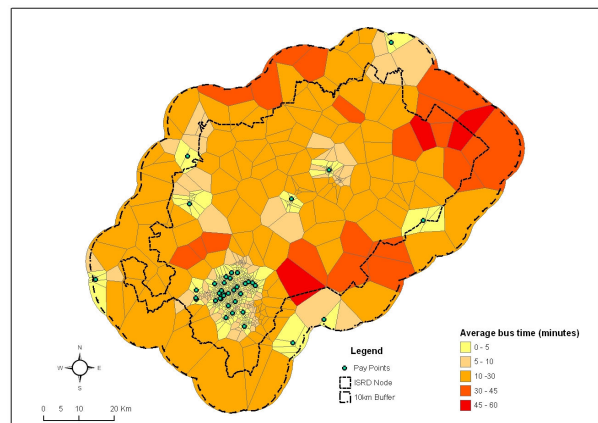 N
W E
S
0 5 10 20 Km
Legend
Pay Points
ISRD Node
10km Buffer
Average bus time (minutes)
0 - 5
5 - 10
10 -30
30 - 45
45 - 60